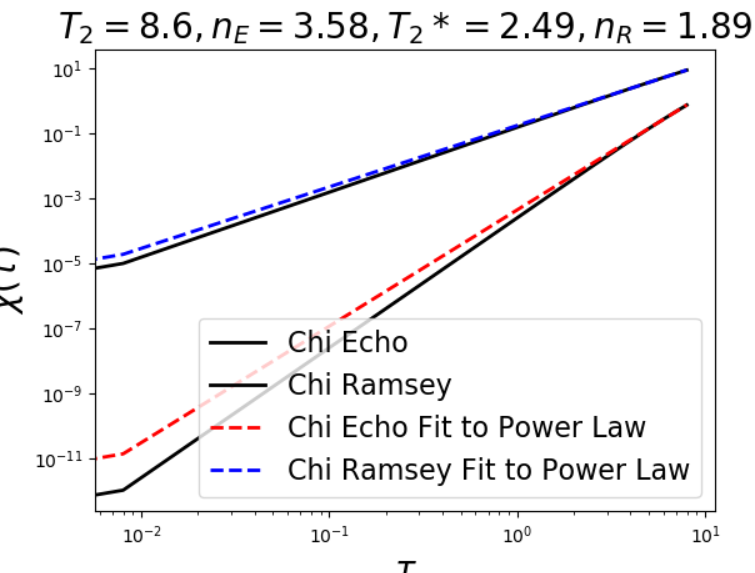 T₂ = 8.6, n_E = 3.58, T₂* = 2.49, n_R = 1.89
10¹
10⁻¹
10⁻³
10⁻⁵
10⁻⁷
10⁻⁹
10⁻¹¹
χ(τ)
Chi Echo
Chi Ramsey
Chi Echo Fit to Power Law
Chi Ramsey Fit to Power Law
10⁻² 10⁻¹ 10⁰ 10¹